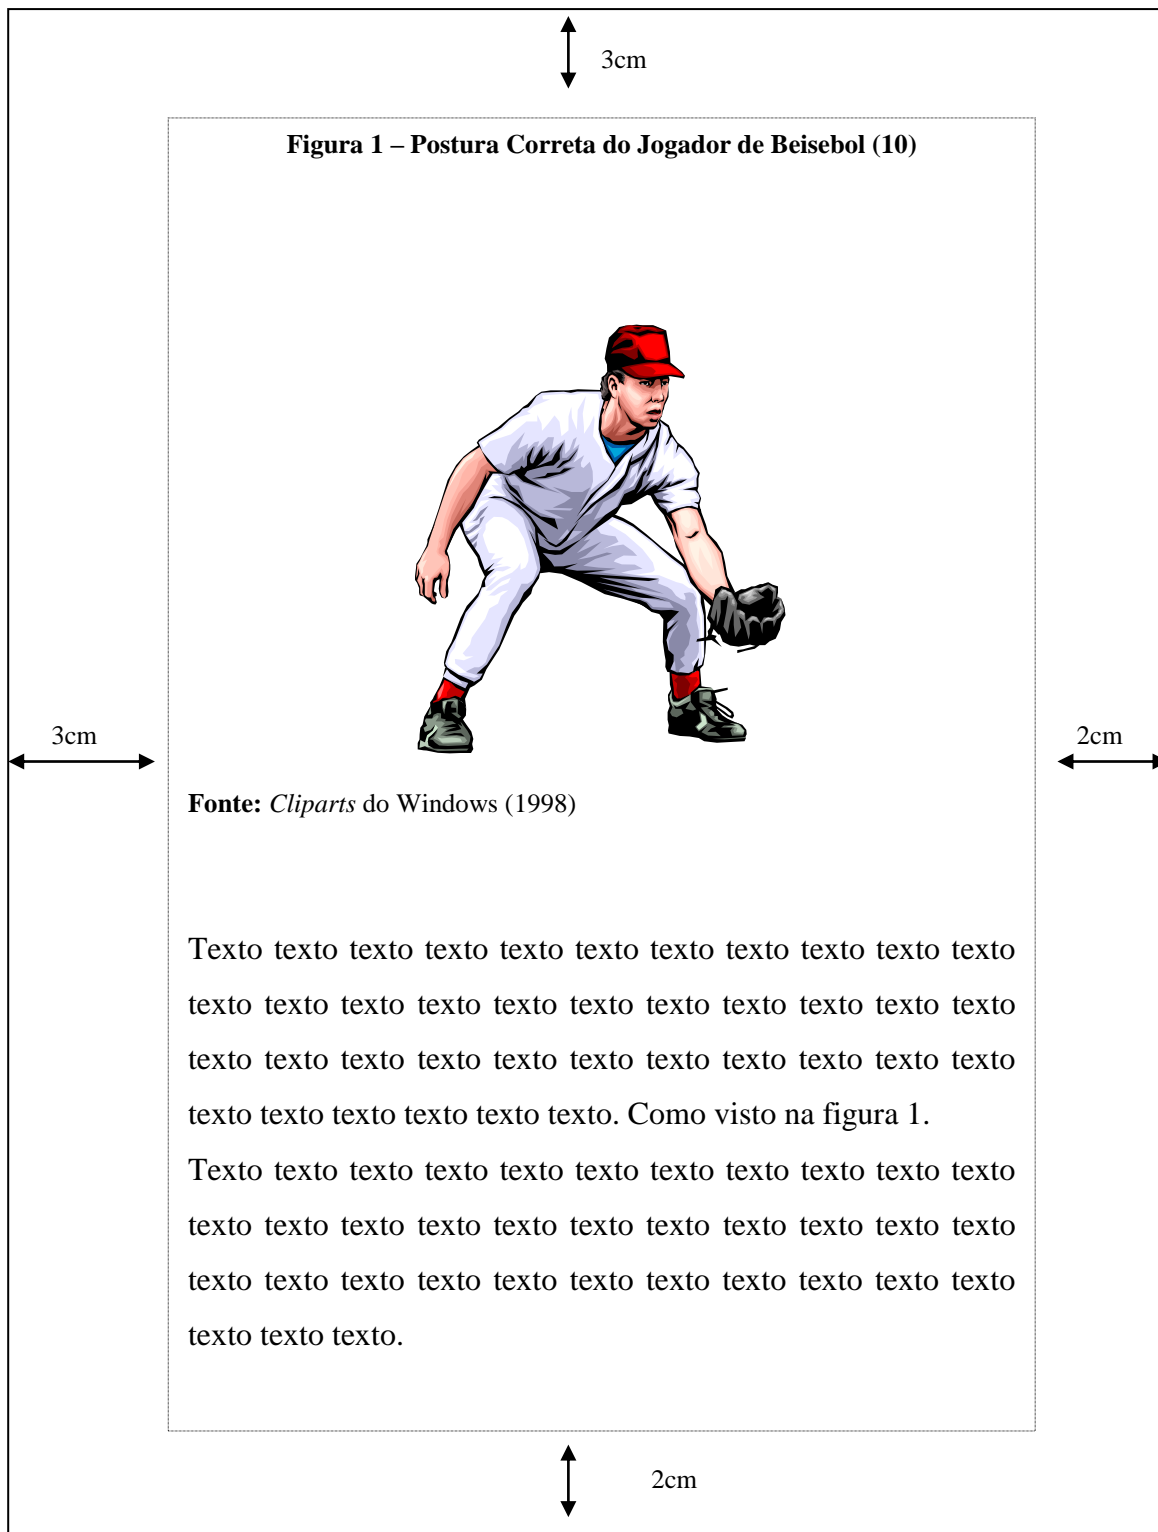 3cm
Figura 1 – Postura Correta do Jogador de Beisebol (10)
3cm
2cm
Fonte: Cliparts do Windows (1998)
Texto texto texto texto texto texto texto texto texto texto texto
texto texto texto texto texto texto texto texto texto texto texto
texto texto texto texto texto texto texto texto texto texto texto
texto texto texto texto texto texto. Como visto na figura 1.
Texto texto texto texto texto texto texto texto texto texto texto
texto texto texto texto texto texto texto texto texto texto texto
texto texto texto texto texto texto texto texto texto texto texto
texto texto texto.
2cm